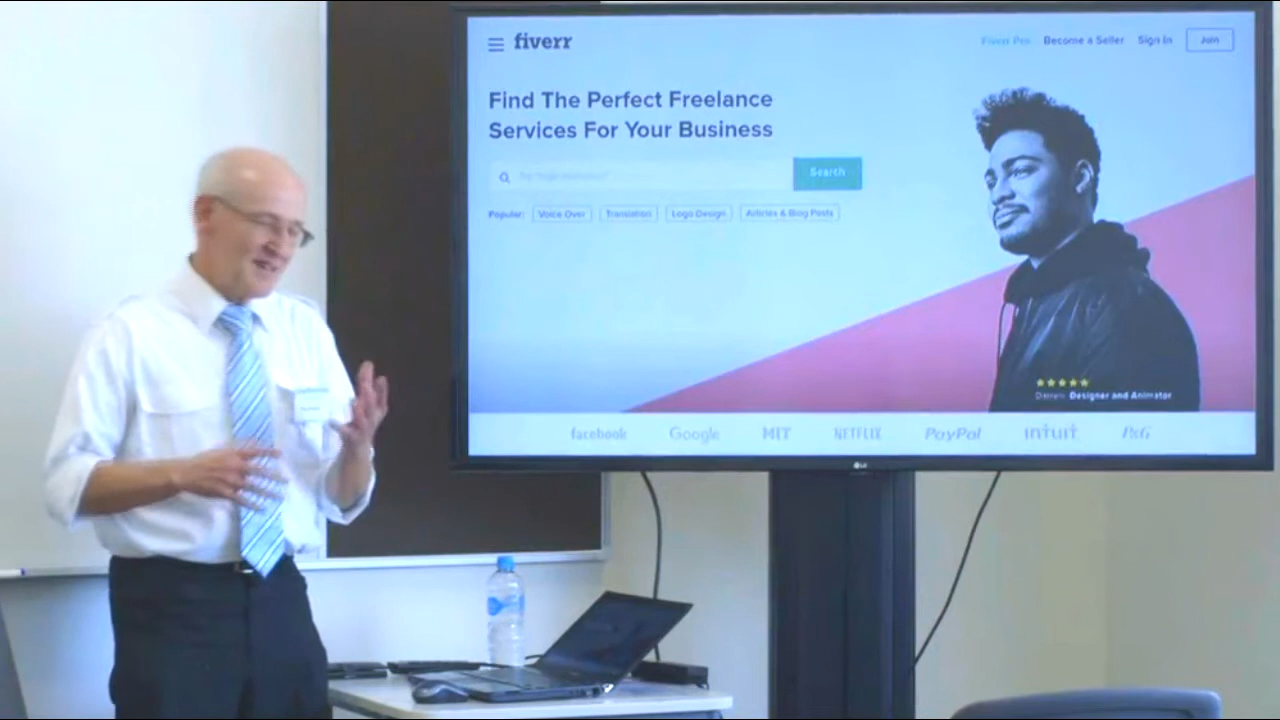 fiverr
Fiverr Pro Become a Seller Sign In Join
Find The Perfect Freelance
Services For Your Business
Search
Popular: Voice Over Translation Logo Design Articles & Blog Posts
★★★★★
Designer and Animator
facebook Google MIT NETFLIX PayPal intuit P&G
LG